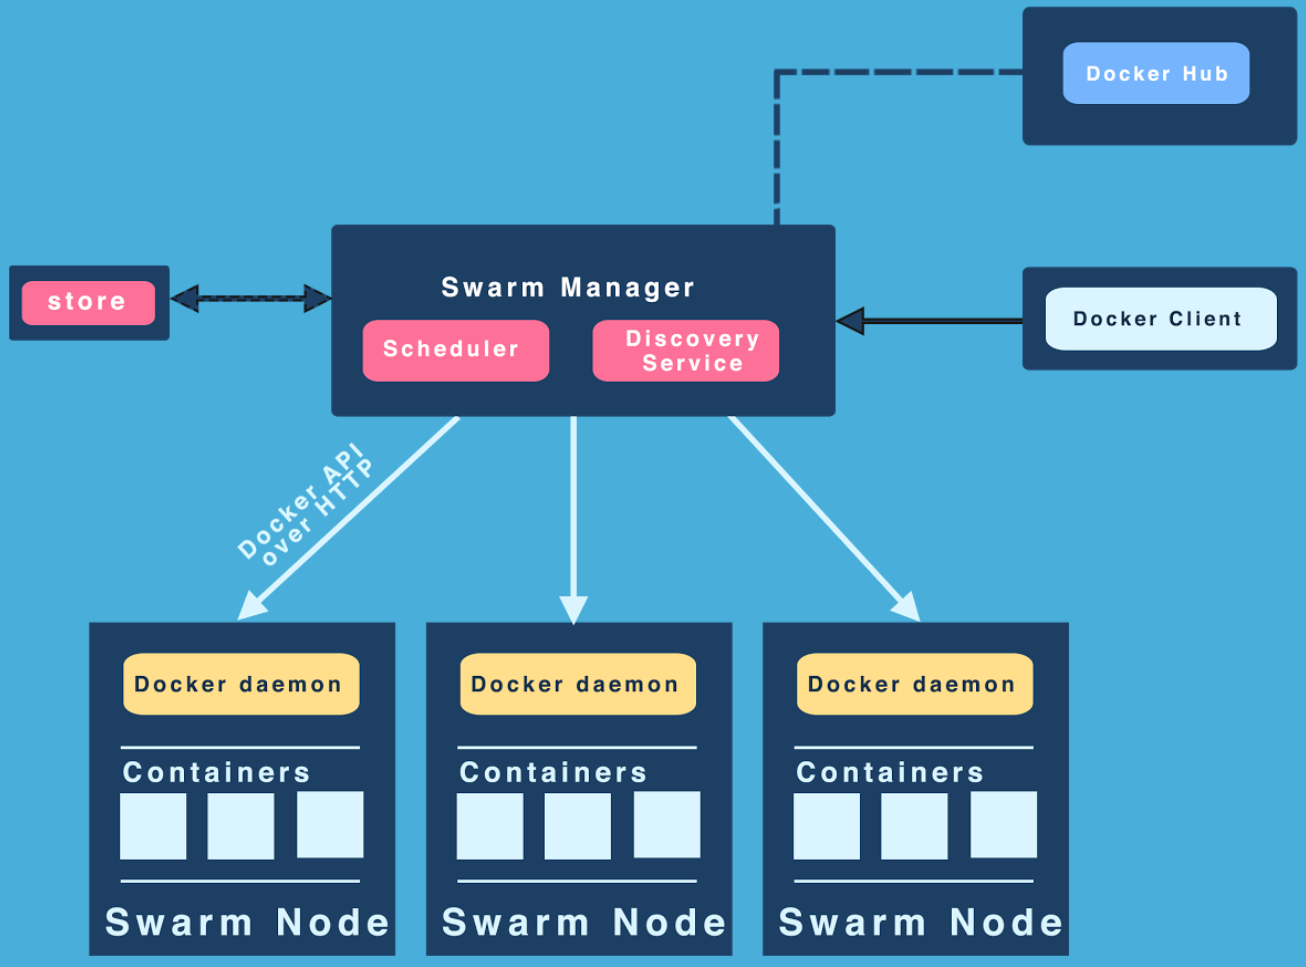 Docker Hub
Swarm Manager
store
Scheduler
Discovery
Service
Docker Client
Docker API
over HTTP
Docker daemon
Containers
Swarm Node
Docker daemon
Containers
Swarm Node
Docker daemon
Containers
Swarm Node